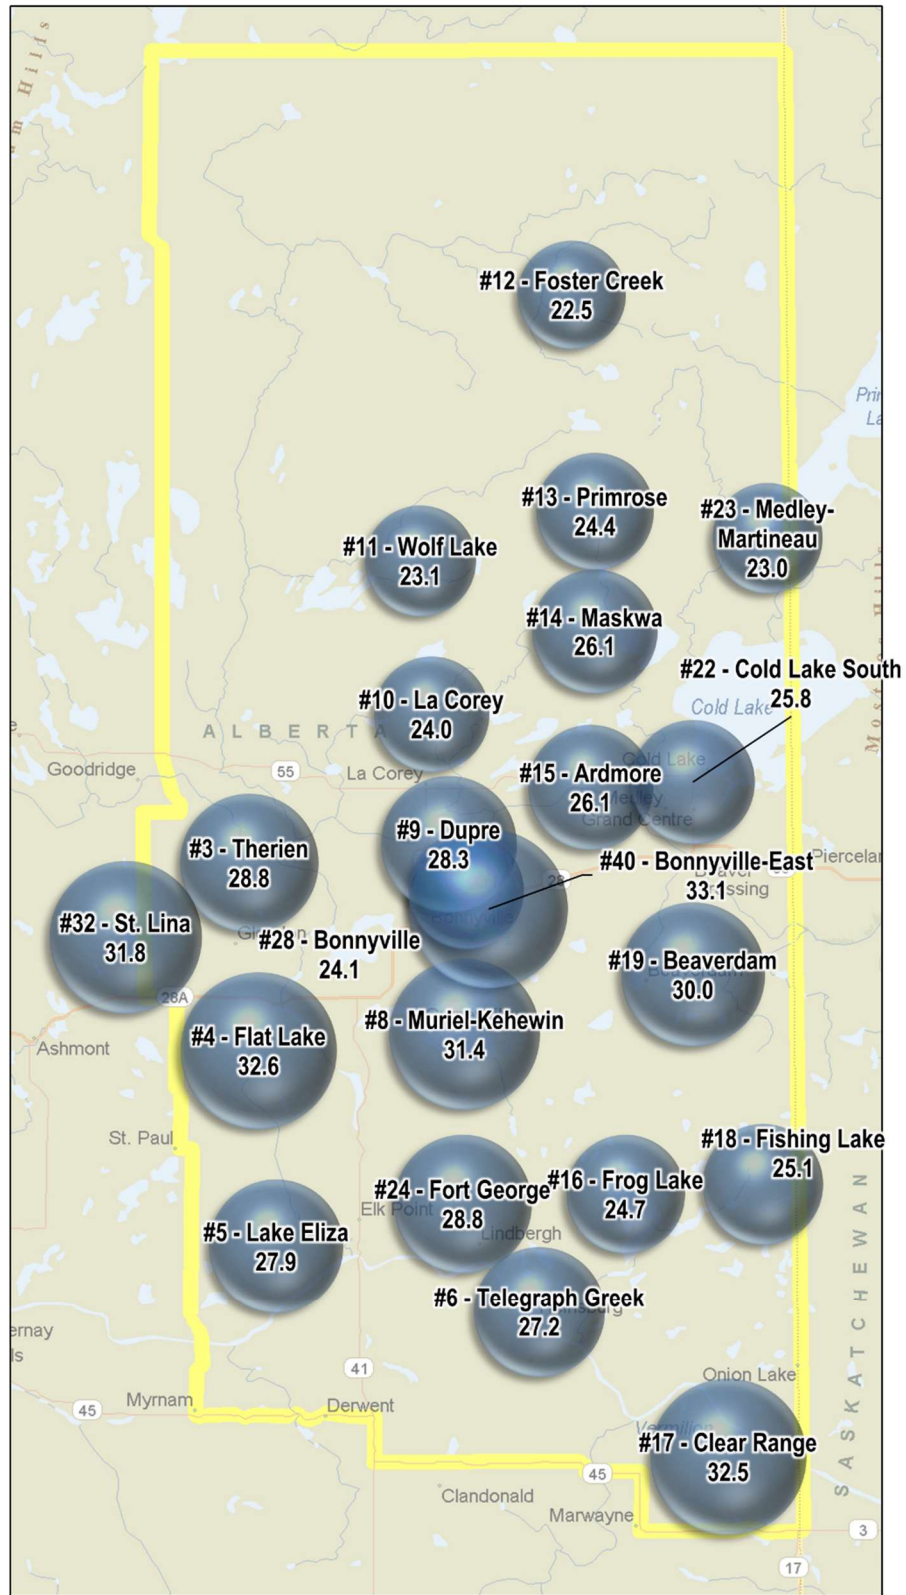 #12 - Foster Creek
22.5
#13 - Primrose
24.4
#23 - Medley-
Martineau
23.0
#11 - Wolf Lake
23.1
#14 - Maskwa
26.1
#22 - Cold Lake South
25.8
Cold Lake
#10 - La Corey
24.0
ALBERTA
Goodridge
55
La Corey
#15 - Ardmore
26.1
Cold Lake
Medley
Grand Centre
#9 - Dupre
28.3
#3 - Therien
28.8
#40 - Bonnyville-East
33.1
28
Beaver
Crossing
Bonnyville
#32 - St. Lina
31.8
#28 - Bonnyville
24.1
#19 - Beaverdam
30.0
28A
#8 - Muriel-Kehewin
31.4
#4 - Flat Lake
32.6
Ashmont
St. Paul
#18 - Fishing Lake
25.1
#24 - Fort George
28.8
#16 - Frog Lake
24.7
Elk Point
Lindbergh
#5 - Lake Eliza
27.9
#6 - Telegraph Greek
27.2
SASKATCHEWAN
41
Onion Lake
Myrnam
45
Derwent
Vermilion
#17 - Clear Range
32.5
45
Clandonald
Marwayne
3
17